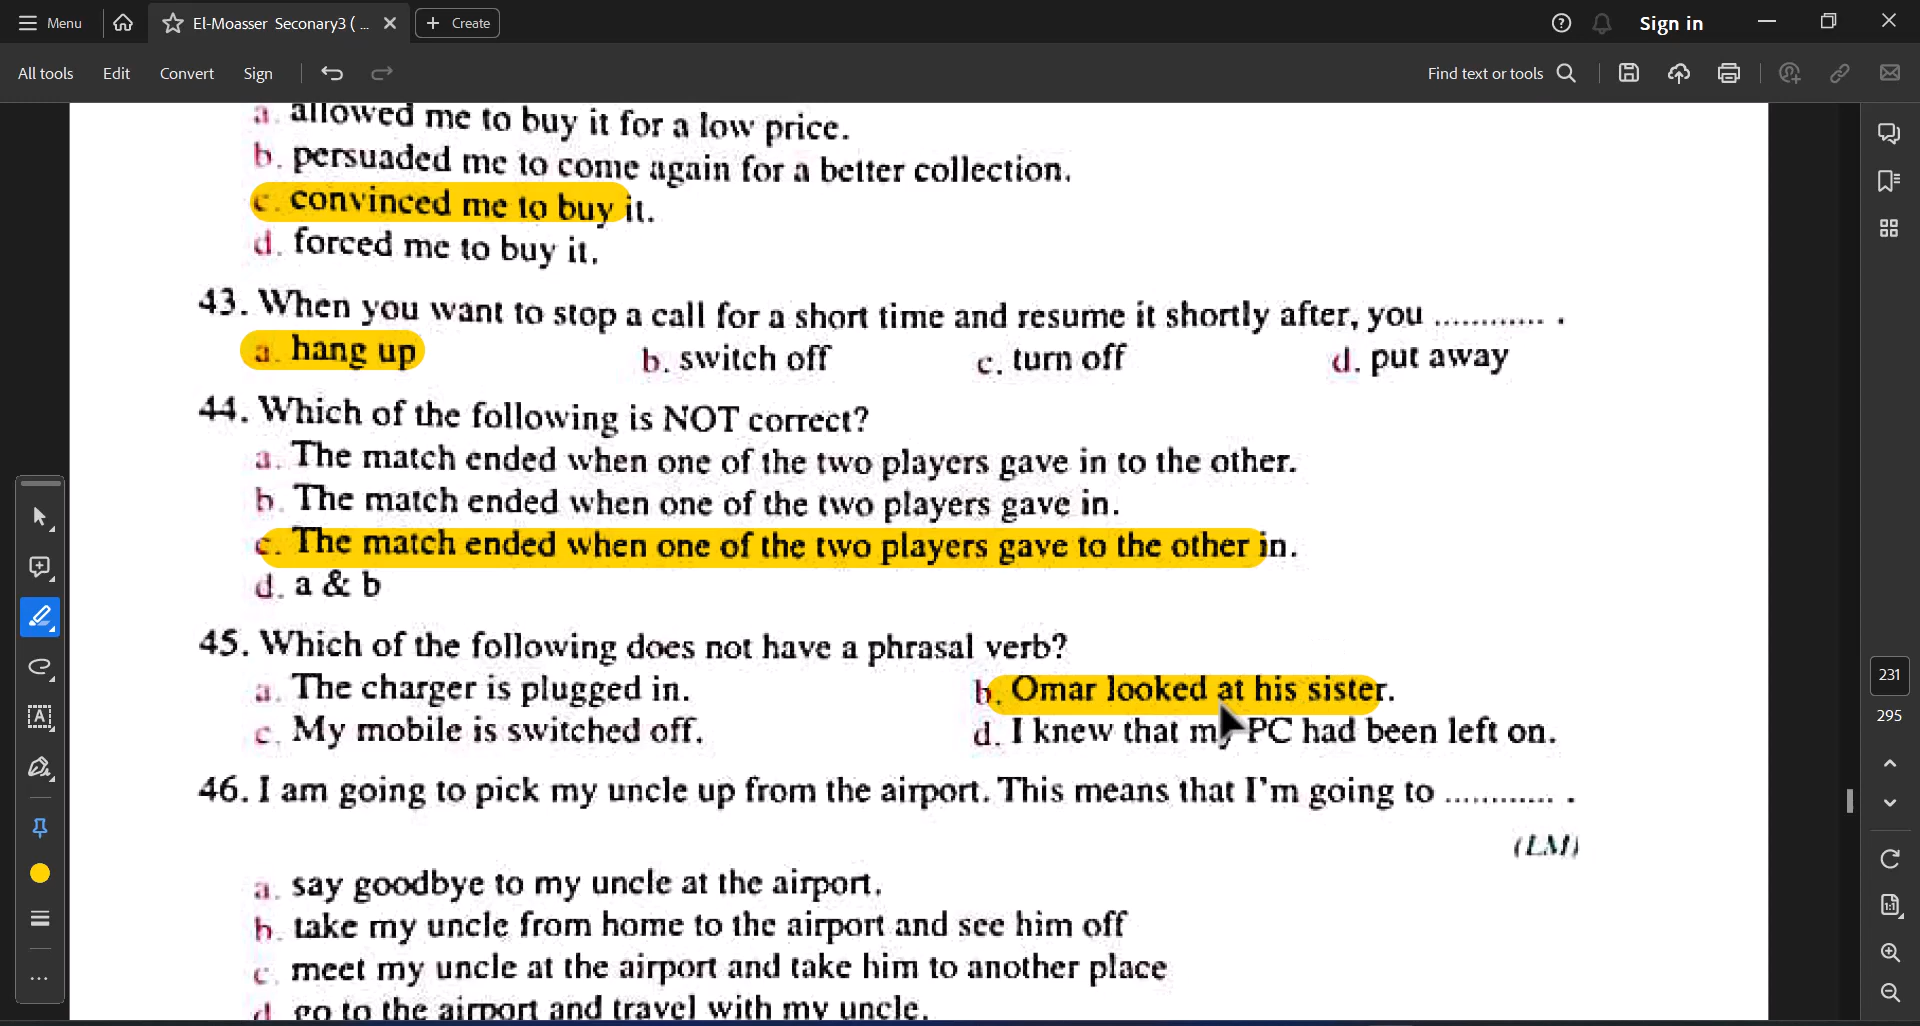 Menu
El-Moasser Seconary3 ( ...
Create
Sign in
All tools
Edit
Convert
Sign
Find text or tools
a. allowed me to buy it for a low price.
b. persuaded me to come again for a better collection.
c. convinced me to buy it.
d. forced me to buy it.
43. When you want to stop a call for a short time and resume it shortly after, you ............ .
a. hang up b. switch off c. turn off d. put away
44. Which of the following is NOT correct?
a. The match ended when one of the two players gave in to the other.
b. The match ended when one of the two players gave in.
c. The match ended when one of the two players gave to the other in.
d. a & b
45. Which of the following does not have a phrasal verb?
a. The charger is plugged in. b. Omar looked at his sister.
c. My mobile is switched off. d. I knew that my PC had been left on.
46. I am going to pick my uncle up from the airport. This means that I'm going to ............ .
(LM)
a. say goodbye to my uncle at the airport.
b. take my uncle from home to the airport and see him off
c. meet my uncle at the airport and take him to another place
d. go to the airport and travel with my uncle.
231
295